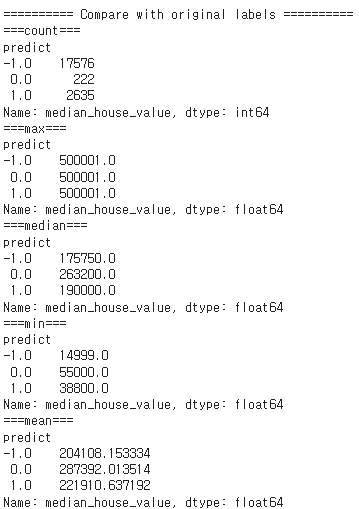 ========== Compare with original labels ==========
===count===
predict
-1.0    17576
 0.0      222
 1.0     2635
Name: median_house_value, dtype: int64
===max===
predict
-1.0    500001.0
 0.0    500001.0
 1.0    500001.0
Name: median_house_value, dtype: float64
===median===
predict
-1.0    175750.0
 0.0    263200.0
 1.0    190000.0
Name: median_house_value, dtype: float64
===min===
predict
-1.0    14999.0
 0.0    55000.0
 1.0    38800.0
Name: median_house_value, dtype: float64
===mean===
predict
-1.0    204108.153334
 0.0    287392.013514
 1.0    221910.637192
Name: median_house_value, dtype: float64